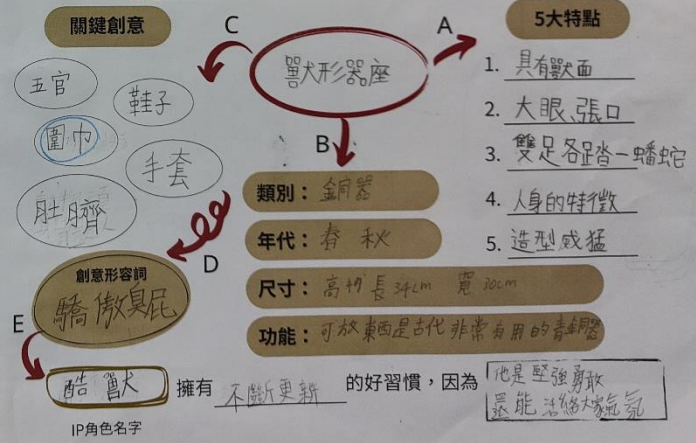 關鍵創意
C
A
5大特點
獸形器座
五官
鞋子
圍巾
手套
肚臍
1. 具有獸面
2. 大眼、張口
3. 雙足各踏一蟠蛇
4. 人身的特徵
5. 造型威猛
B
類別：銅器
年代：春秋
尺寸：高 長34cm 寬30cm
功能：可放東西是古代非常有用的青銅器
D
創意形容詞
驕傲臭屁
E
酷獸 擁有 不斷更新 的好習慣，因為
他是堅強勇敢
還能活絡大家氣氛
IP角色名字